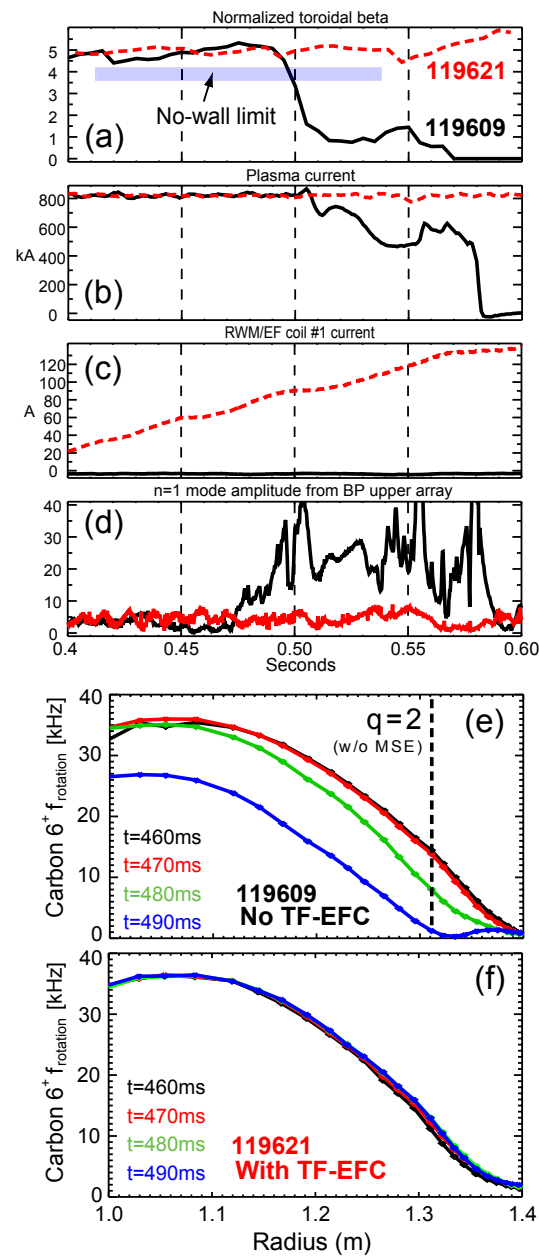 Normalized toroidal beta
5
4
3
2
1
0
119621
No-wall limit
119609
(a)
Plasma current
800
600
kA
400
200
0
(b)
RWM/EF coil #1 current
(c)
120
100
80
A
60
40
20
0
n=1 mode amplitude from BP upper array
40
(d)
30
20
10
0
0.40 0.45 0.50 0.55 0.60
Seconds
40
30
20
10
0
Carbon 6+ frotation [kHz]
q=2
(w/o MSE)
(e)
t=460ms
t=470ms
t=480ms
t=490ms
119609
No TF-EFC
40
30
20
10
0
Carbon 6+ frotation [kHz]
(f)
t=460ms
t=470ms
t=480ms
t=490ms
119621
With TF-EFC
1.0 1.1 1.2 1.3 1.4
Radius (m)